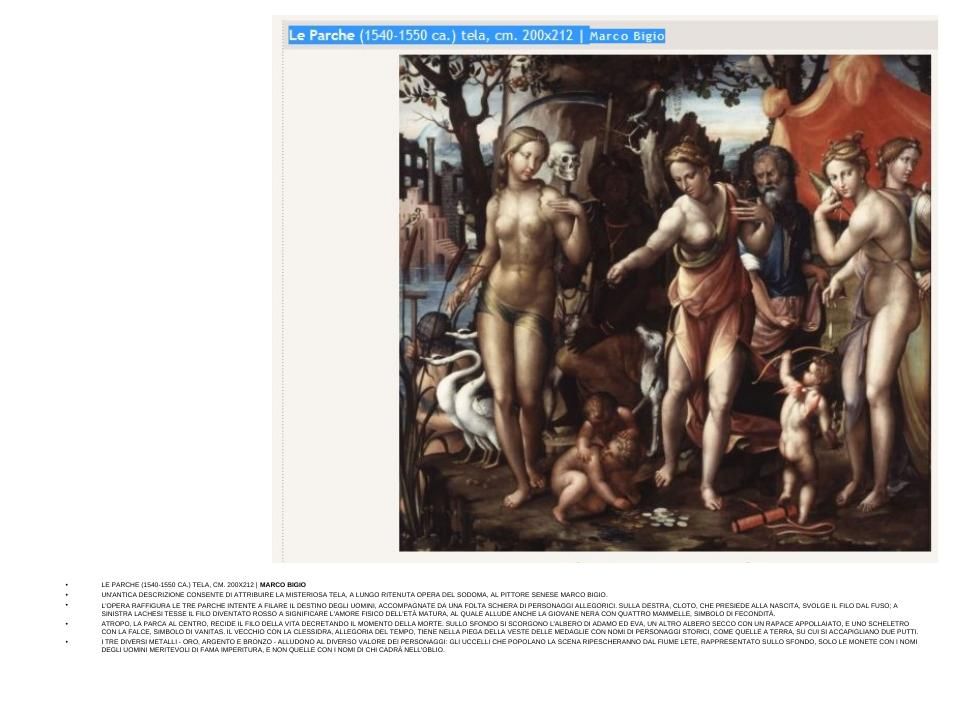 Le Parche (1540-1550 ca.) tela, cm. 200x212 | Marco Bigio
• LE PARCHE (1540-1550 CA.) TELA, CM. 200X212 | MARCO BIGIO
• UN'ANTICA DESCRIZIONE CONSENTE DI ATTRIBUIRE LA MISTERIOSA TELA, A LUNGO RITENUTA OPERA DEL SODOMA, AL PITTORE SENESE MARCO BIGIO.
• L'OPERA RAFFIGURA LE TRE PARCHE INTENTE A FILARE IL DESTINO DEGLI UOMINI, ACCOMPAGNATE DA UNA FOLTA SCHIERA DI PERSONAGGI ALLEGORICI. SULLA DESTRA, CLOTO, CHE PRESIEDE ALLA NASCITA, SVOLGE IL FILO DAL FUSO; A
SINISTRA LACHESI TESSE IL FILO DIVENTATO ROSSO A SIGNIFICARE L'AMORE FISICO DELL'ETÀ MATURA, AL QUALE ALLUDE ANCHE LA GIOVANE NERA CON QUATTRO MAMMELLE, SIMBOLO DI FECONDITÀ.
• ATROPO, LA PARCA AL CENTRO, RECIDE IL FILO DELLA VITA DECRETANDO IL MOMENTO DELLA MORTE. SULLO SFONDO SI SCORGONO L'ALBERO DI ADAMO ED EVA, UN ALTRO ALBERO SECCO CON UN RAPACE APPOLLAIATO, E UNO SCHELETRO
CON LA FALCE, SIMBOLO DI VANITAS. IL VECCHIO CON LA CLESSIDRA, ALLEGORIA DEL TEMPO, TIENE NELLA PIEGA DELLA VESTE DELLE MEDAGLIE CON NOMI DI PERSONAGGI STORICI, COME QUELLE A TERRA, SU CUI SI ACCAPIGLIANO DUE PUTTI.
• I TRE DIVERSI METALLI - ORO, ARGENTO E BRONZO - ALLUDONO AL DIVERSO VALORE DEI PERSONAGGI: GLI UCCELLI CHE POPOLANO LA SCENA RIPESCHERANNO DAL FIUME LETE, RAPPRESENTATO SULLO SFONDO, SOLO LE MONETE CON I NOMI
DEGLI UOMINI MERITEVOLI DI FAMA IMPERITURA, E NON QUELLE CON I NOMI DI CHI CADRÀ NELL'OBLIO.